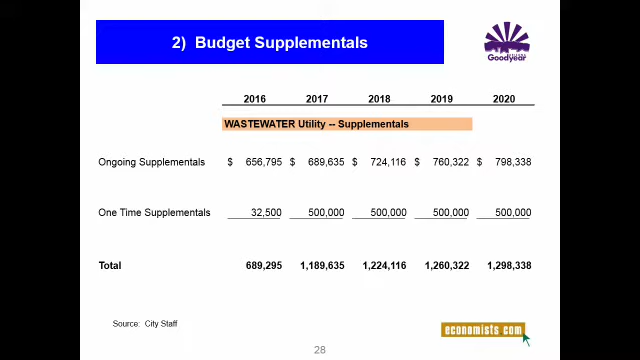 2) Budget Supplementals
Goodyear
2016 2017 2018 2019 2020
WASTEWATER Utility -- Supplementals
Ongoing Supplementals $ 656,795 $ 689,635 $ 724,116 $ 760,322 $ 798,338
One Time Supplementals 32,500 500,000 500,000 500,000 500,000
Total 689,295 1,189,635 1,224,116 1,260,322 1,298,338
Source: City Staff
economists.com
28